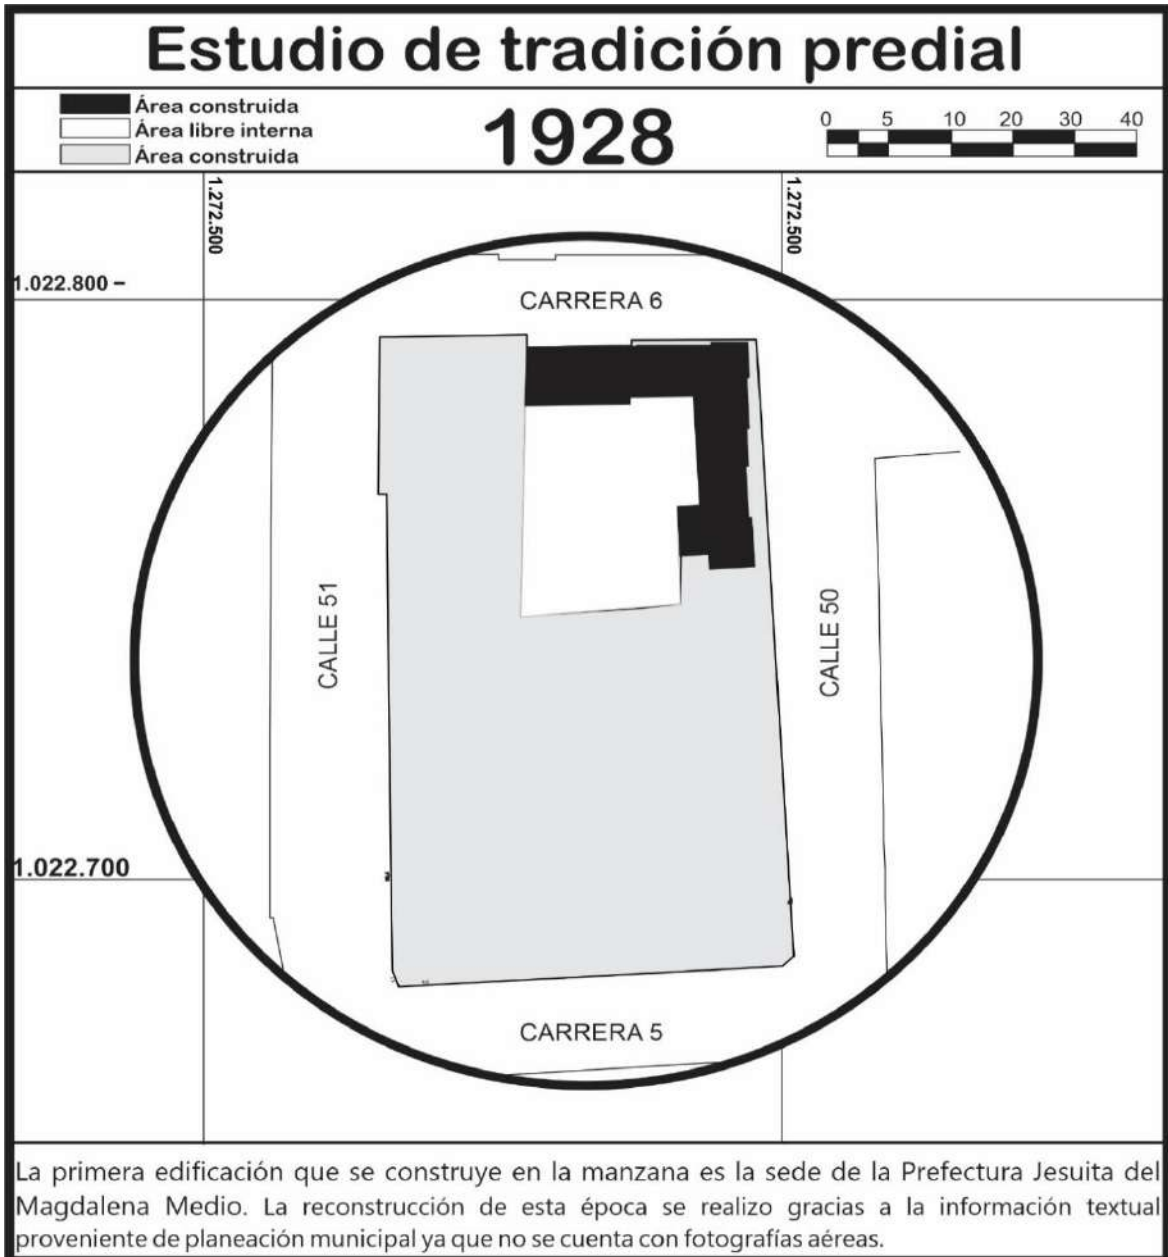 Estudio de tradición predial
Área construida
Área libre interna
Área construida
1928
0 5 10 20 30 40
1.272.500
1.272.500
1.022.800 –
CARRERA 6
CALLE 51
CALLE 50
1.022.700
CARRERA 5
La primera edificación que se construye en la manzana es la sede de la Prefectura Jesuita del
Magdalena Medio. La reconstrucción de esta época se realizo gracias a la información textual
proveniente de planeación municipal ya que no se cuenta con fotografías aéreas.